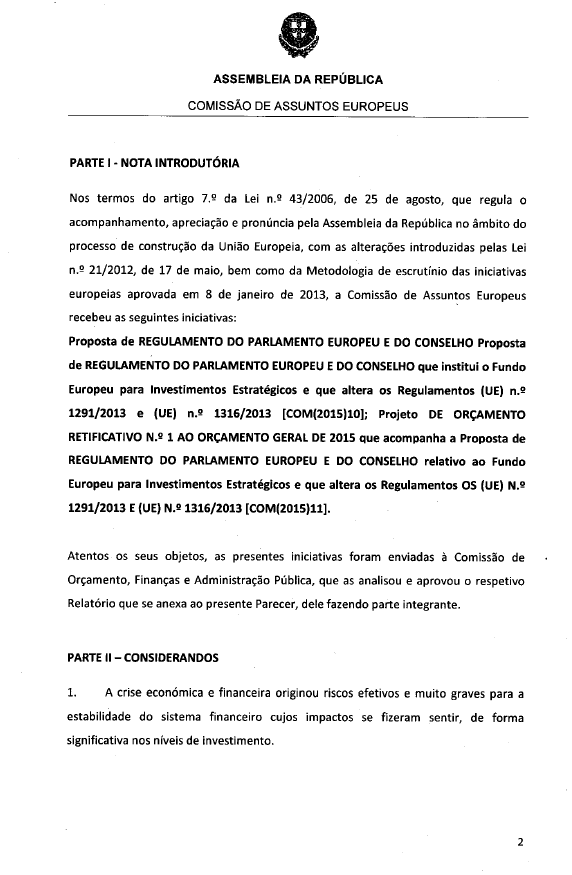 ASSEMBLEIA DA REPÚBLICA
COMISSÃO DE ASSUNTOS EUROPEUS
PARTE I - NOTA INTRODUTÓRIA
Nos termos do artigo 7.º da Lei n.º 43/2006, de 25 de agosto, que regula o
acompanhamento, apreciação e pronúncia pela Assembleia da República no âmbito do
processo de construção da União Europeia, com as alterações introduzidas pelas Lei
n.º 21/2012, de 17 de maio, bem como da Metodologia de escrutínio das iniciativas
europeias aprovada em 8 de janeiro de 2013, a Comissão de Assuntos Europeus
recebeu as seguintes iniciativas:
Proposta de REGULAMENTO DO PARLAMENTO EUROPEU E DO CONSELHO Proposta
de REGULAMENTO DO PARLAMENTO EUROPEU E DO CONSELHO que institui o Fundo
Europeu para Investimentos Estratégicos e que altera os Regulamentos (UE) n.º
1291/2013 e (UE) n.º 1316/2013 [COM(2015)10]; Projeto DE ORÇAMENTO
RETIFICATIVO N.º 1 AO ORÇAMENTO GERAL DE 2015 que acompanha a Proposta de
REGULAMENTO DO PARLAMENTO EUROPEU E DO CONSELHO relativo ao Fundo
Europeu para Investimentos Estratégicos e que altera os Regulamentos OS (UE) N.º
1291/2013 E (UE) N.º 1316/2013 [COM(2015)11].
Atentos os seus objetos, as presentes iniciativas foram enviadas à Comissão de
Orçamento, Finanças e Administração Pública, que as analisou e aprovou o respetivo
Relatório que se anexa ao presente Parecer, dele fazendo parte integrante.
PARTE II – CONSIDERANDOS
1. A crise económica e financeira originou riscos efetivos e muito graves para a
estabilidade do sistema financeiro cujos impactos se fizeram sentir, de forma
significativa nos níveis de investimento.
2